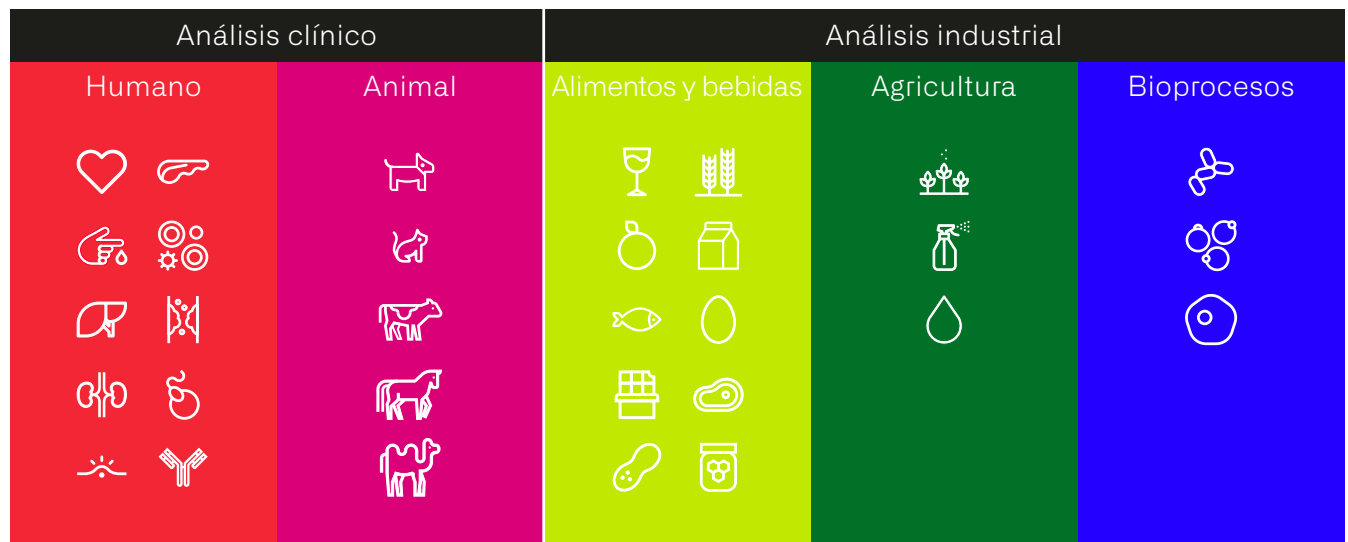 Análisis clínico
Análisis industrial
Humano
Animal
Alimentos y bebidas
Agricultura
Bioprocesos